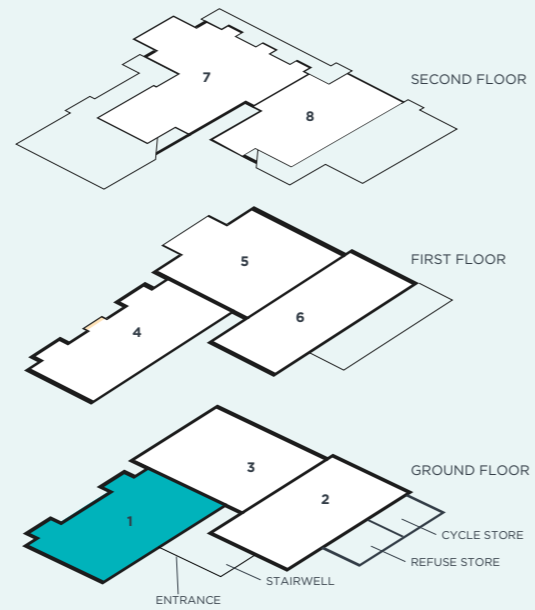 7
SECOND FLOOR
8
5
FIRST FLOOR
6
4
3
GROUND FLOOR
2
1
CYCLE STORE
REFUSE STORE
STAIRWELL
ENTRANCE